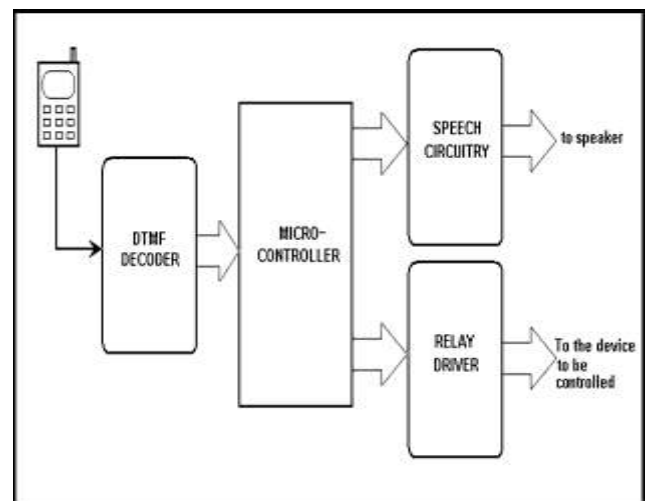 DTMF
DECODER
MICRO-
CONTROLLER
SPEECH
CIRCUITRY
to speaker
RELAY
DRIVER
To the device
to be
controlled